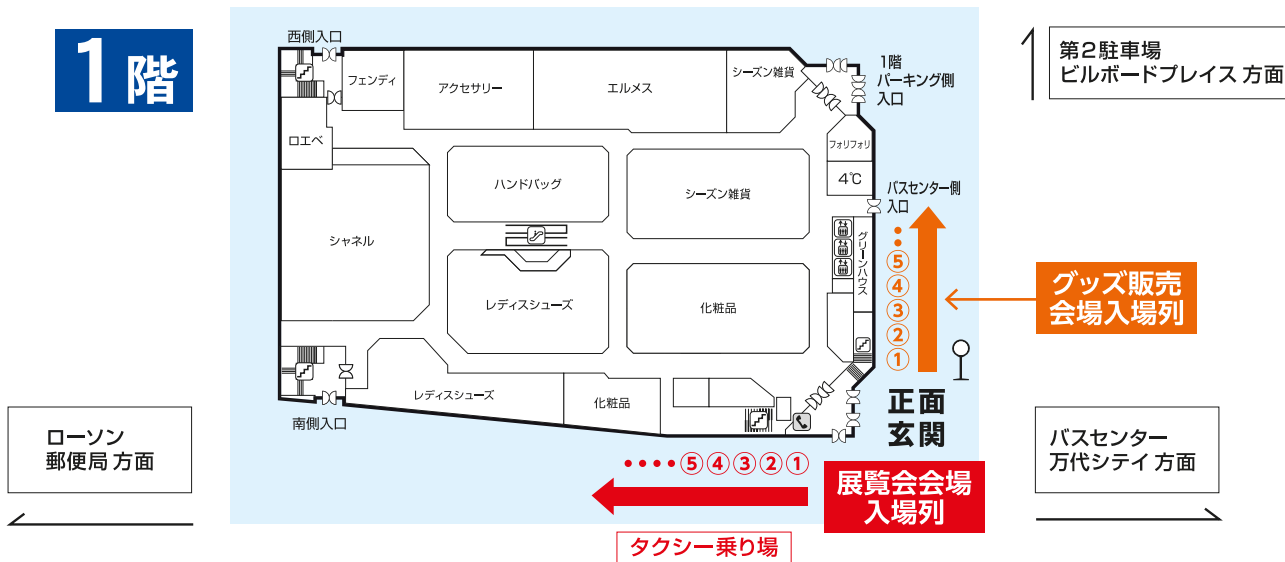 1階
西側入口
フェンディ
アクセサリー
エルメス
シーズン雑貨
1階
パーキング側
入口
第2駐車場
ビルボードプレイス 方面
ロエベ
フォリフォリ
4℃
ハンドバッグ
シーズン雑貨
バスセンター側
入口
シャネル
グリーンハウス
レディスシューズ
化粧品
⑤
④
③
②
①
グッズ販売
会場入場列
レディスシューズ
化粧品
正面
玄関
南側入口
ローソン
郵便局 方面
バスセンター
万代シテイ 方面
⑤④③②①
展覧会会場
入場列
タクシー乗り場